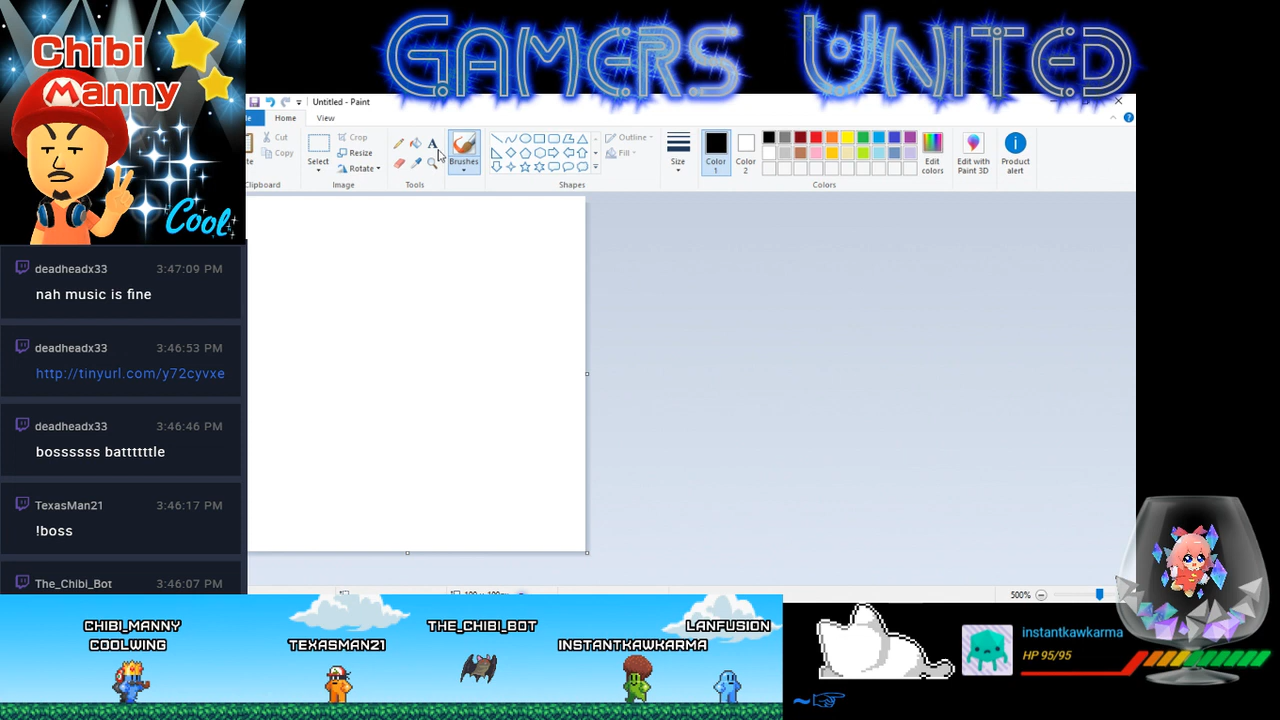 Gamers United
Chibi
Manny
Cool
Untitled - Paint
Home
View
Cut
Copy
Select
Crop
Resize
Rotate
A
Brushes
Outline
Fill
Size
Color
1
Color
2
Edit
colors
Edit with
Paint 3D
Product
alert
Image
Tools
Shapes
Colors
deadheadx33 3:47:09 PM
nah music is fine
deadheadx33 3:46:53 PM
http://tinyurl.com/y72cyvxe
deadheadx33 3:46:46 PM
bossssss battttttle
TexasMan21 3:46:17 PM
!boss
The_Chibi_Bot 3:46:07 PM
500%
CHIBI_MANNY
COOLWING
TEXASMAN21
THE_CHIBI_BOT
INSTANTKAWKARMA
LANFUSION
instantkawkarma
HP 95/95